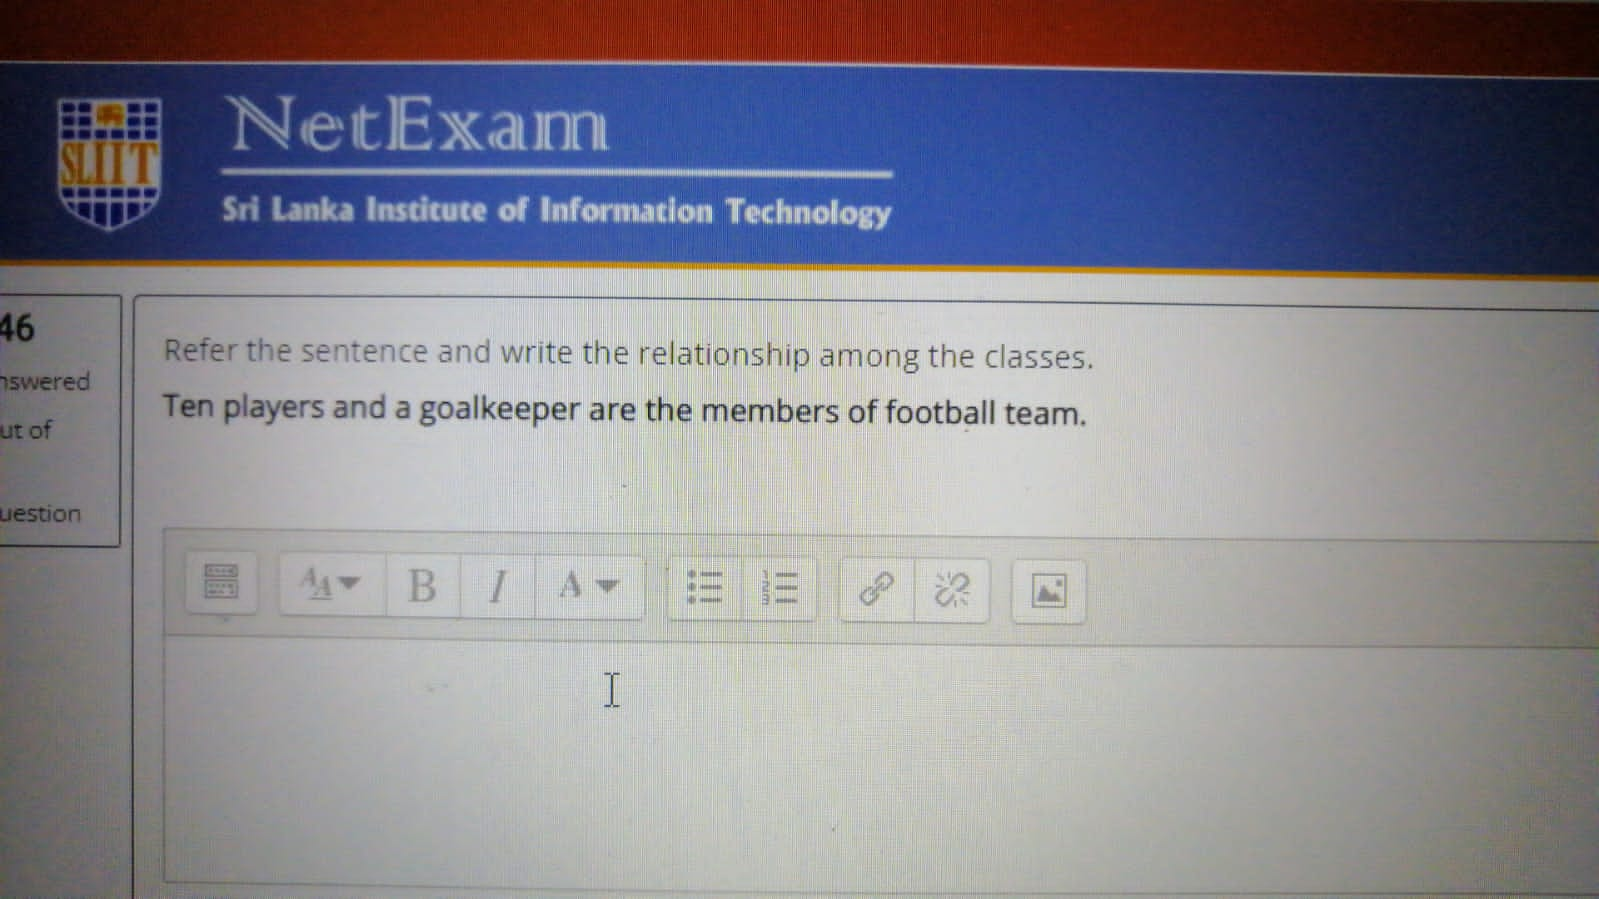 SLIIT
NetExam
Sri Lanka Institute of Information Technology
46
nswered
ut of
uestion
Refer the sentence and write the relationship among the classes.
Ten players and a goalkeeper are the members of football team.